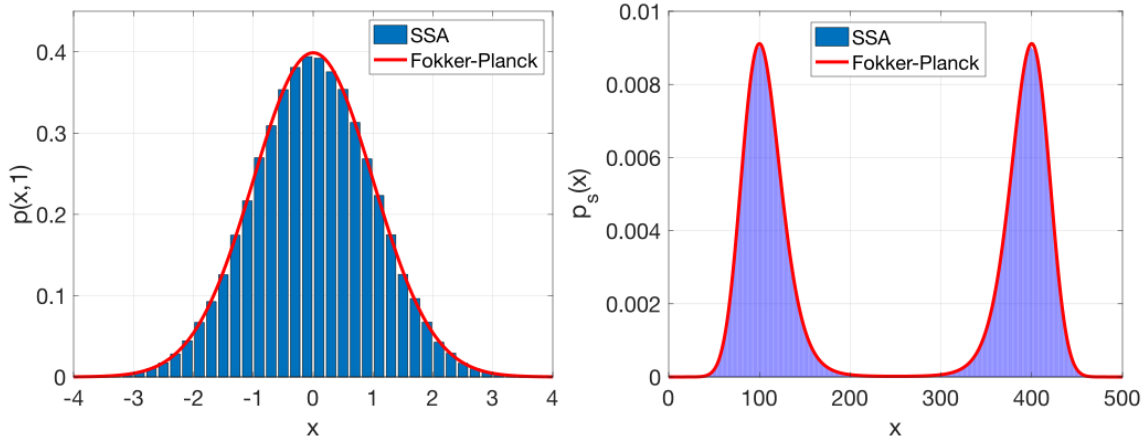 SSA
Fokker-Planck
0.4
0.3
0.2
0.1
0
p(x,1)
-4 -3 -2 -1 0 1 2 3 4
x
SSA
Fokker-Planck
0.01
0.008
0.006
0.004
0.002
0
p_s(x)
0 100 200 300 400 500
x